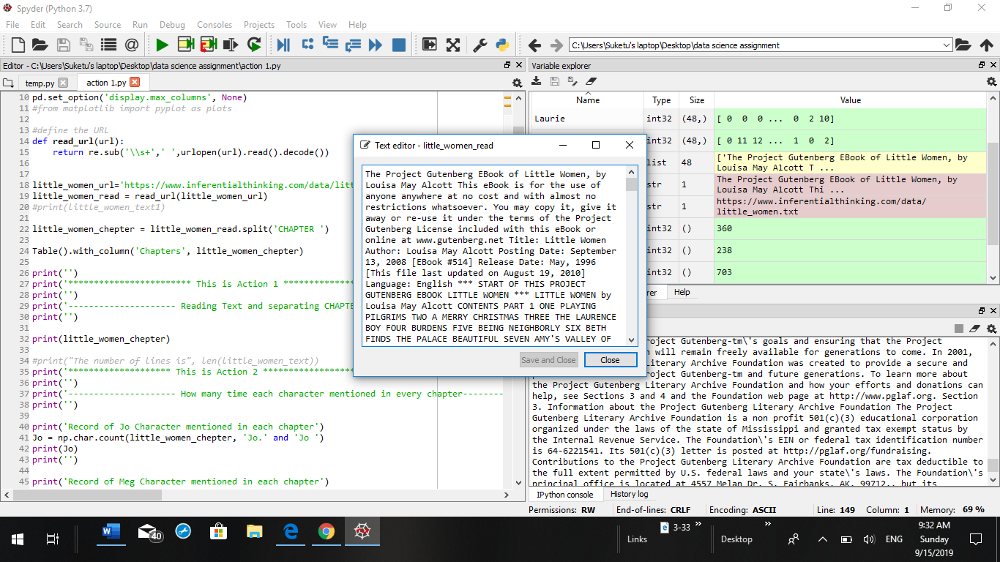 Spyder (Python 3.7)
File Edit Search Source Run Debug Consoles Projects Tools View Help
C:\Users\Suketu's laptop\Desktop\data science assignment
Editor - C:\Users\Suketu's laptop\Desktop\data science assignment\action 1.py
temp.py
action 1.py
10 pd.set_option('display.max_columns', None)
11 #from matplotlib import pyplot as plots
12
13 #define the URL
14 def read_url(url):
15 return re.sub('\\s+',' ',urlopen(url).read().decode())
16
17
18 little_women_url='https://www.inferentialthinking.com/data/lit
19 little_women_read = read_url(little_women_url)
20 #print(little_women_text1)
21
22 little_women_chepter = little_women_read.split('CHAPTER ')
23
24 Table().with_column('Chapters', little_women_chepter)
25
26 print('')
27 print('************************* This is Action 1 ***************
28 print('')
29 print('--------------------- Reading Text and separating CHAPTE
30 print('')
31
32 print(little_women_chepter)
33
34 #print("The number of lines is", len(little_women_text))
35 print('******************** This is Action 2 ******************
36 print('')
37 print('--------------------- How many time each character mentioned in every chapter--------
38 print('')
39
40 print('Record of Jo Character mentioned in each chapter')
41 Jo = np.char.count(little_women_chepter, 'Jo.' and 'Jo ')
42 print(Jo)
43 print('')
44
45 print('Record of Meg Character mentioned in each chapter')
Text editor - little_women_read
The Project Gutenberg EBook of Little Women, by
Louisa May Alcott This eBook is for the use of
anyone anywhere at no cost and with almost no
restrictions whatsoever. You may copy it, give it
away or re-use it under the terms of the Project
Gutenberg License included with this eBook or
online at www.gutenberg.net Title: Little Women
Author: Louisa May Alcott Posting Date: September
13, 2008 [EBook #514] Release Date: May, 1996
[This file last updated on August 19, 2010]
Language: English *** START OF THIS PROJECT
GUTENBERG EBOOK LITTLE WOMEN *** LITTLE WOMEN by
Louisa May Alcott CONTENTS PART 1 ONE PLAYING
PILGRIMS TWO A MERRY CHRISTMAS THREE THE LAURENCE
BOY FOUR BURDENS FIVE BEING NEIGHBORLY SIX BETH
FINDS THE PALACE BEAUTIFUL SEVEN AMY'S VALLEY OF
Save and Close Close
Variable explorer
Name Type Size Value
Laurie int32 (48,) [ 0 0 0 ... 0 2 10]
int32 (48,) [ 0 11 12 ... 1 0 2]
list 48 ['The Project Gutenberg EBook of Little Women, by
Louisa May Alcott T ...
str 1 The Project Gutenberg EBook of Little Women, by
Louisa May Alcott Thi ...
str 1 https://www.inferentialthinking.com/data/
little_women.txt
int32 () 360
int32 () 238
int32 () 703
rer Help
oject Gutenberg-tm\'s goals and ensuring that the Project
n will remain freely available for generations to come. In 2001,
Literary Archive Foundation was created to provide a secure and
roject Gutenberg-tm and future generations. To learn more about
the Project Gutenberg Literary Archive Foundation and how your efforts and donations can
help, see Sections 3 and 4 and the Foundation web page at http://www.pglaf.org. Section
3. Information about the Project Gutenberg Literary Archive Foundation The Project
Gutenberg Literary Archive Foundation is a non profit 501(c)(3) educational corporation
organized under the laws of the state of Mississippi and granted tax exempt status by
the Internal Revenue Service. The Foundation\'s EIN or federal tax identification number
is 64-6221541. Its 501(c)(3) letter is posted at http://pglaf.org/fundraising.
Contributions to the Project Gutenberg Literary Archive Foundation are tax deductible to
the full extent permitted by U.S. federal laws and your state\'s laws. The Foundation\'s
principal office is located at 4557 Melan Dr. S. Fairbanks, AK, 99712., but its
IPython console History log
Permissions: RW End-of-lines: CRLF Encoding: ASCII Line: 149 Column: 1 Memory: 69 %
40
Links
3-33
Desktop
ENG
9:32 AM
Sunday
9/15/2019